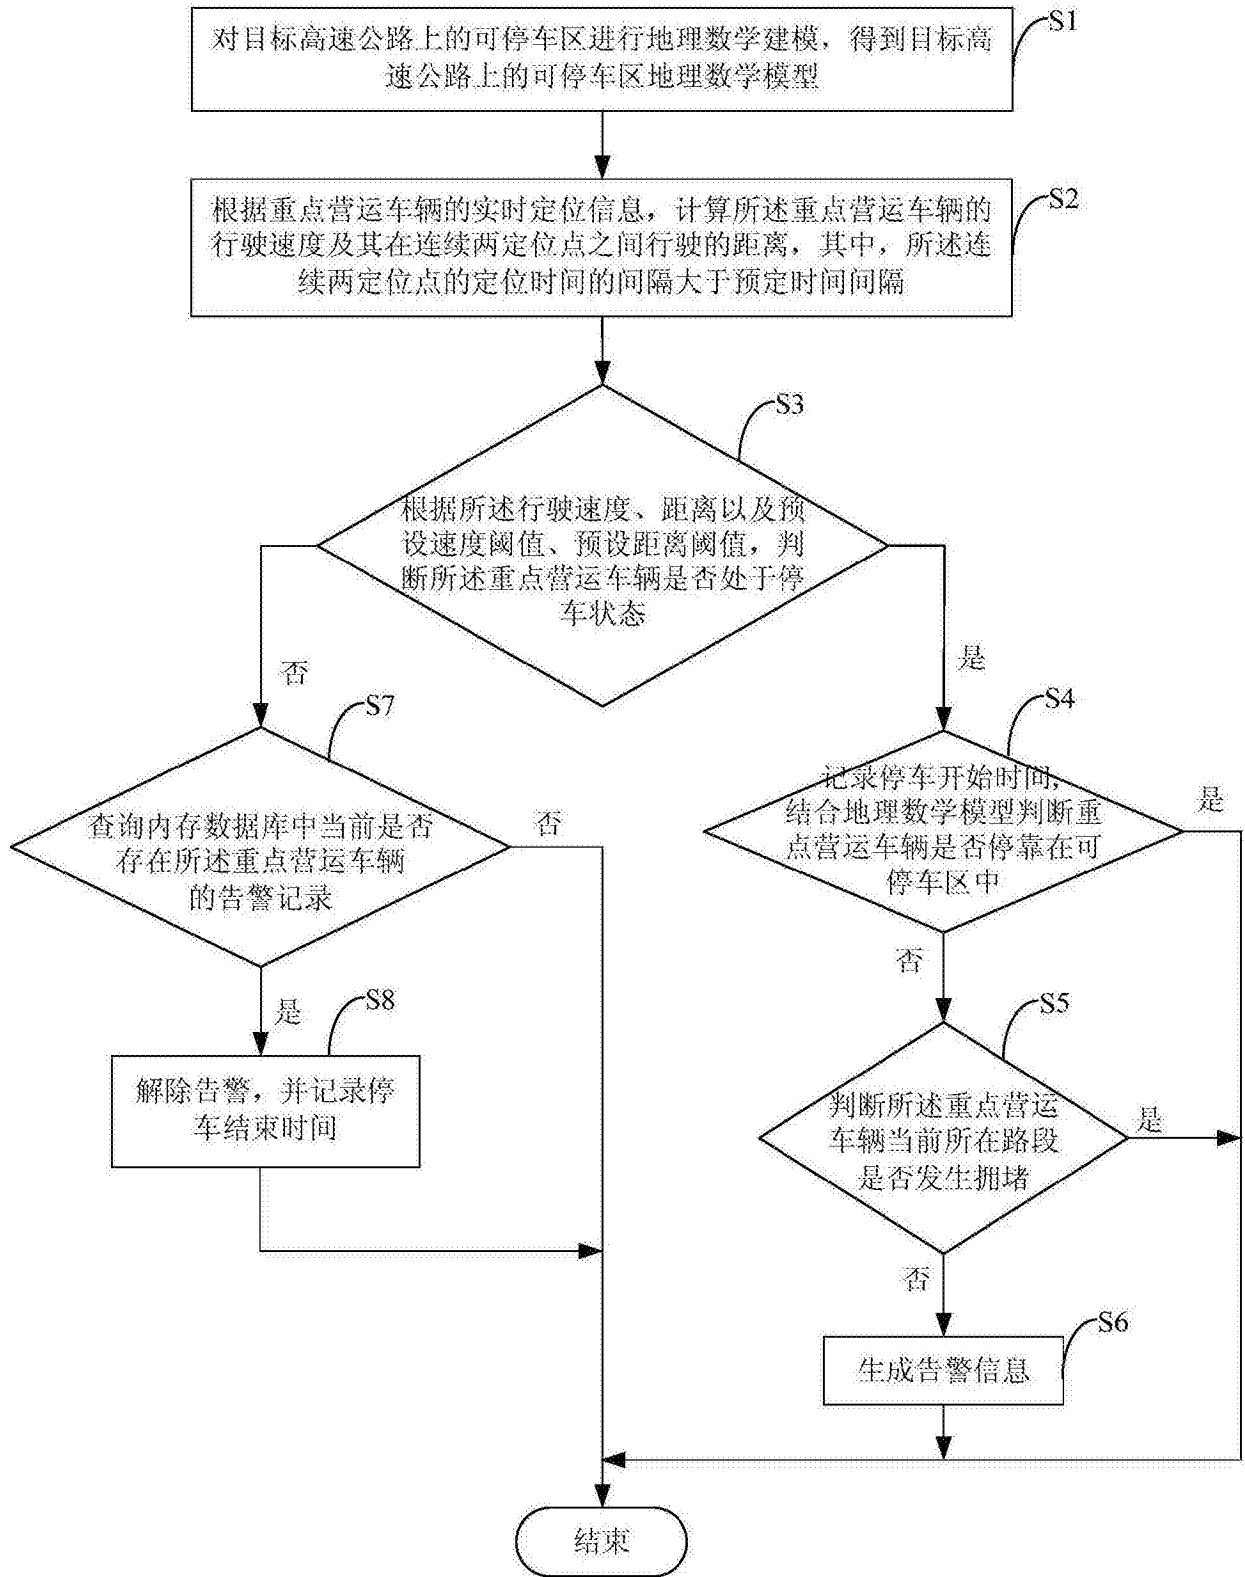 S1
对目标高速公路上的可停车区进行地理数学建模，得到目标高
速公路上的可停车区地理数学模型
S2
根据重点营运车辆的实时定位信息，计算所述重点营运车辆的
行驶速度及其在连续两定位点之间行驶的距离，其中，所述连
续两定位点的定位时间的间隔大于预定时间间隔
S3
根据所述行驶速度、距离以及预
设速度阈值、预设距离阈值，判
断所述重点营运车辆是否处于停
车状态
否
是
S7
查询内存数据库中当前是否
存在所述重点营运车辆
的告警记录
否
是
S8
解除告警，并记录停
车结束时间
S4
记录停车开始时间，
结合地理数学模型判断重
点营运车辆是否停靠在可
停车区中
是
否
S5
判断所述重点营运
车辆当前所在路段
是否发生拥堵
是
否
S6
生成告警信息
结束